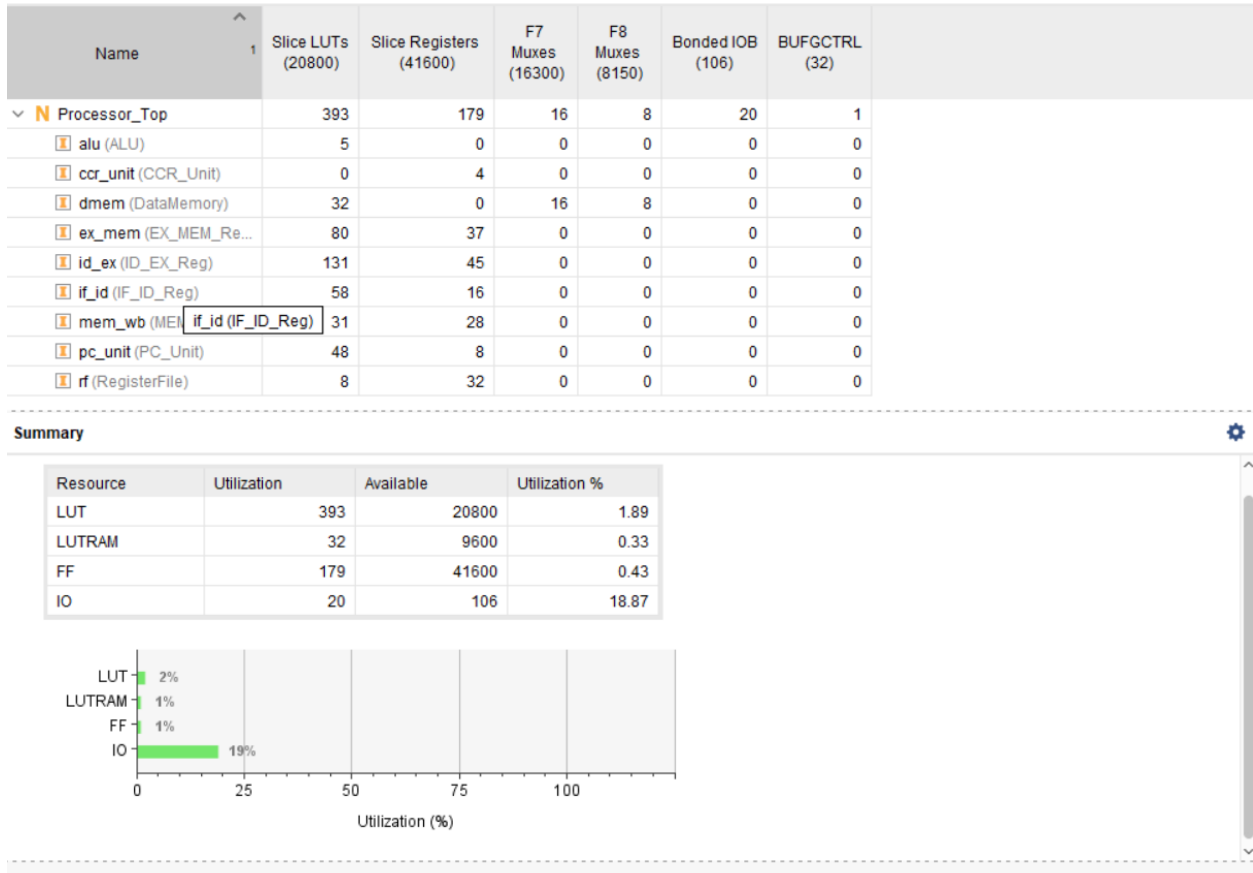 Name 1 Slice LUTs (20800) Slice Registers (41600) F7 Muxes (16300) F8 Muxes (8150) Bonded IOB (106) BUFGCTRL (32)
N Processor_Top 393 179 16 8 20 1
I alu (ALU) 5 0 0 0 0 0
I ccr_unit (CCR_Unit) 0 4 0 0 0 0
I dmem (DataMemory) 32 0 16 8 0 0
I ex_mem (EX_MEM_Re... 80 37 0 0 0 0
I id_ex (ID_EX_Reg) 131 45 0 0 0 0
I if_id (IF_ID_Reg) 58 16 0 0 0 0
I mem_wb (MEM if_id (IF_ID_Reg) 31 28 0 0 0 0
I pc_unit (PC_Unit) 48 8 0 0 0 0
I rf (RegisterFile) 8 32 0 0 0 0
Summary
Resource Utilization Available Utilization %
LUT 393 20800 1.89
LUTRAM 32 9600 0.33
FF 179 41600 0.43
IO 20 106 18.87
LUT 2%
LUTRAM 1%
FF 1%
IO 19%
0 25 50 75 100
Utilization (%)